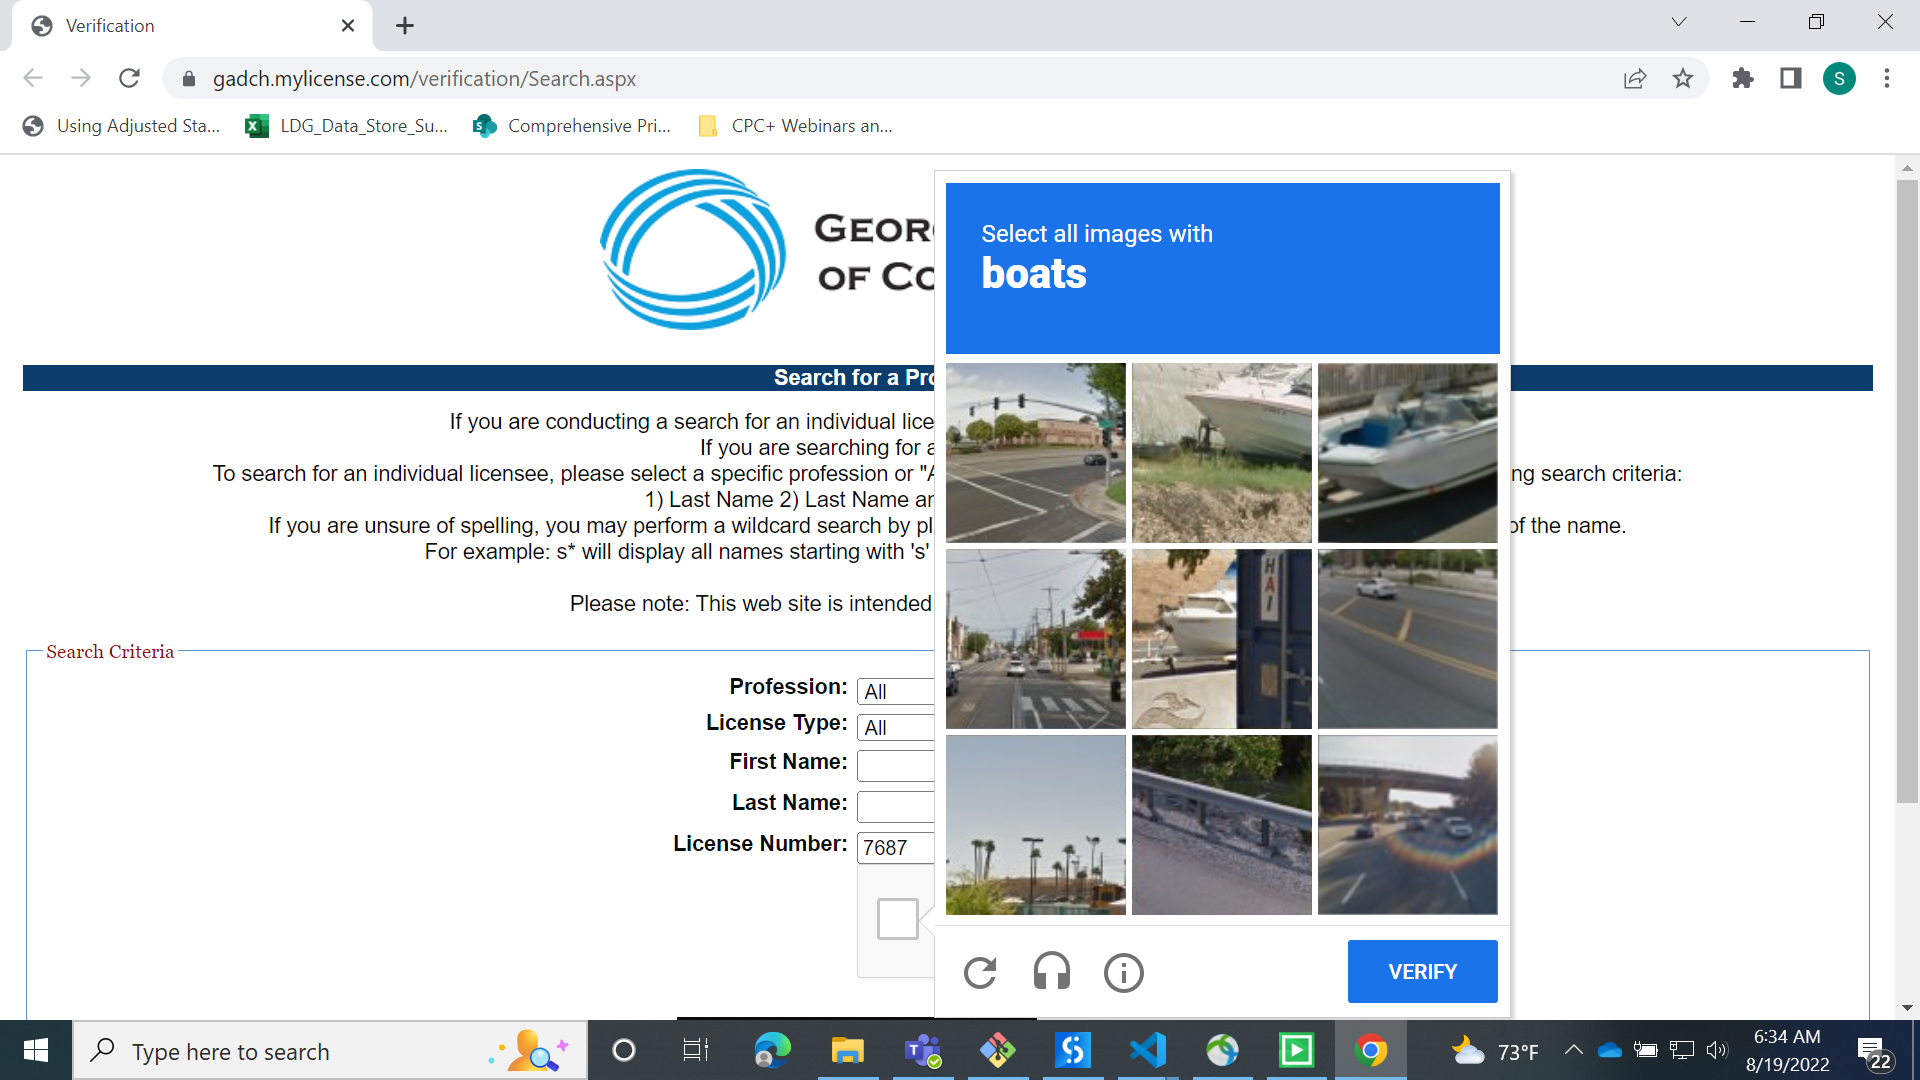 Verification
gadch.mylicense.com/verification/Search.aspx
S
Using Adjusted Sta...
LDG_Data_Store_Su...
Comprehensive Pri...
CPC+ Webinars an...
GEOR
OF CO
Select all images with
boats
Search for a Pro
If you are conducting a search for an individual lice
If you are searching for a
To search for an individual licensee, please select a specific profession or "A
ng search criteria:
1) Last Name 2) Last Name an
If you are unsure of spelling, you may perform a wildcard search by pl
of the name.
For example: s* will display all names starting with 's'
Please note: This web site is intended
HAI
Search Criteria
Profession: All
License Type: All
First Name:
Last Name:
License Number: 7687
VERIFY
Type here to search
73°F
6:34 AM
8/19/2022
22